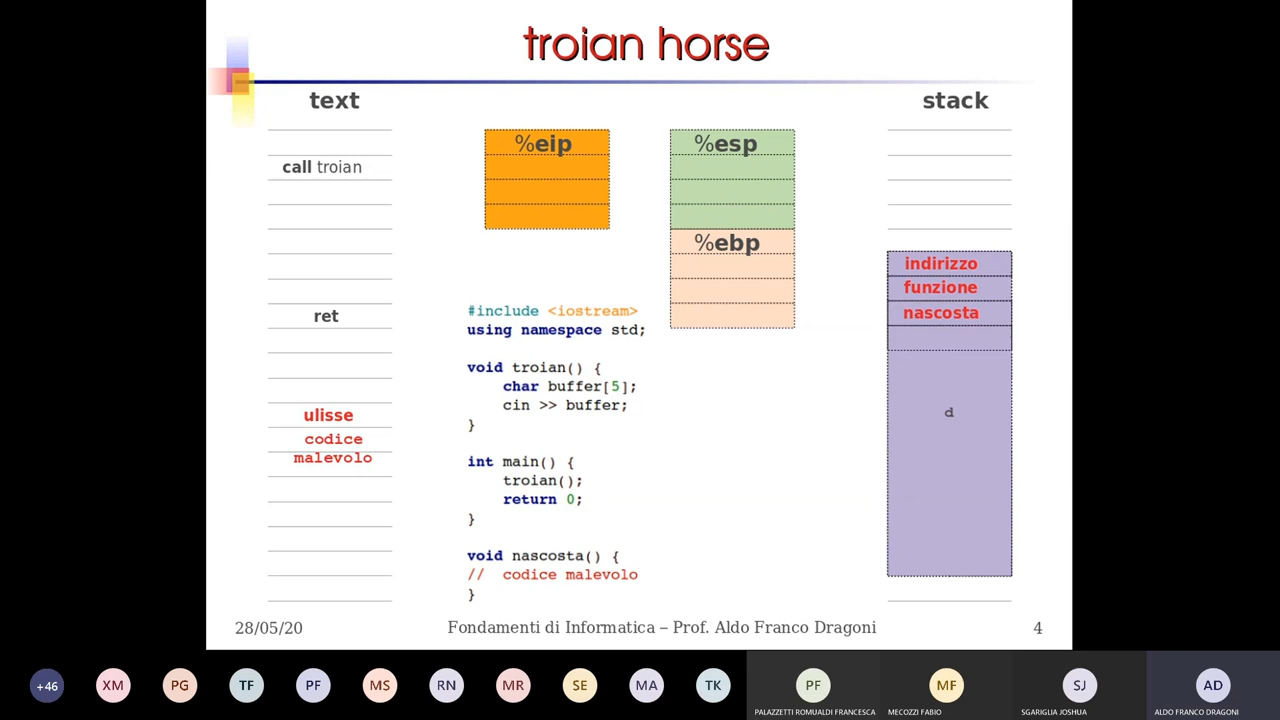 troian horse
text
stack
%eip
%esp
call troian
%ebp
indirizzo
funzione
nascosta
ret
#include <iostream>
using namespace std;
void troian() {
char buffer[5];
cin >> buffer;
}
d
ulisse
codice
malevolo
int main() {
troian();
return 0;
}
void nascosta() {
// codice malevolo
}
28/05/20
Fondamenti di Informatica – Prof. Aldo Franco Dragoni
4
+46
XM
PG
TF
PF
MS
RN
MR
SE
MA
TK
PF
MF
SJ
AD
PALAZZETTI ROMUALDI FRANCESCA
MECOZZI FABIO
SGARIGLIA JOSHUA
ALDO FRANCO DRAGONI